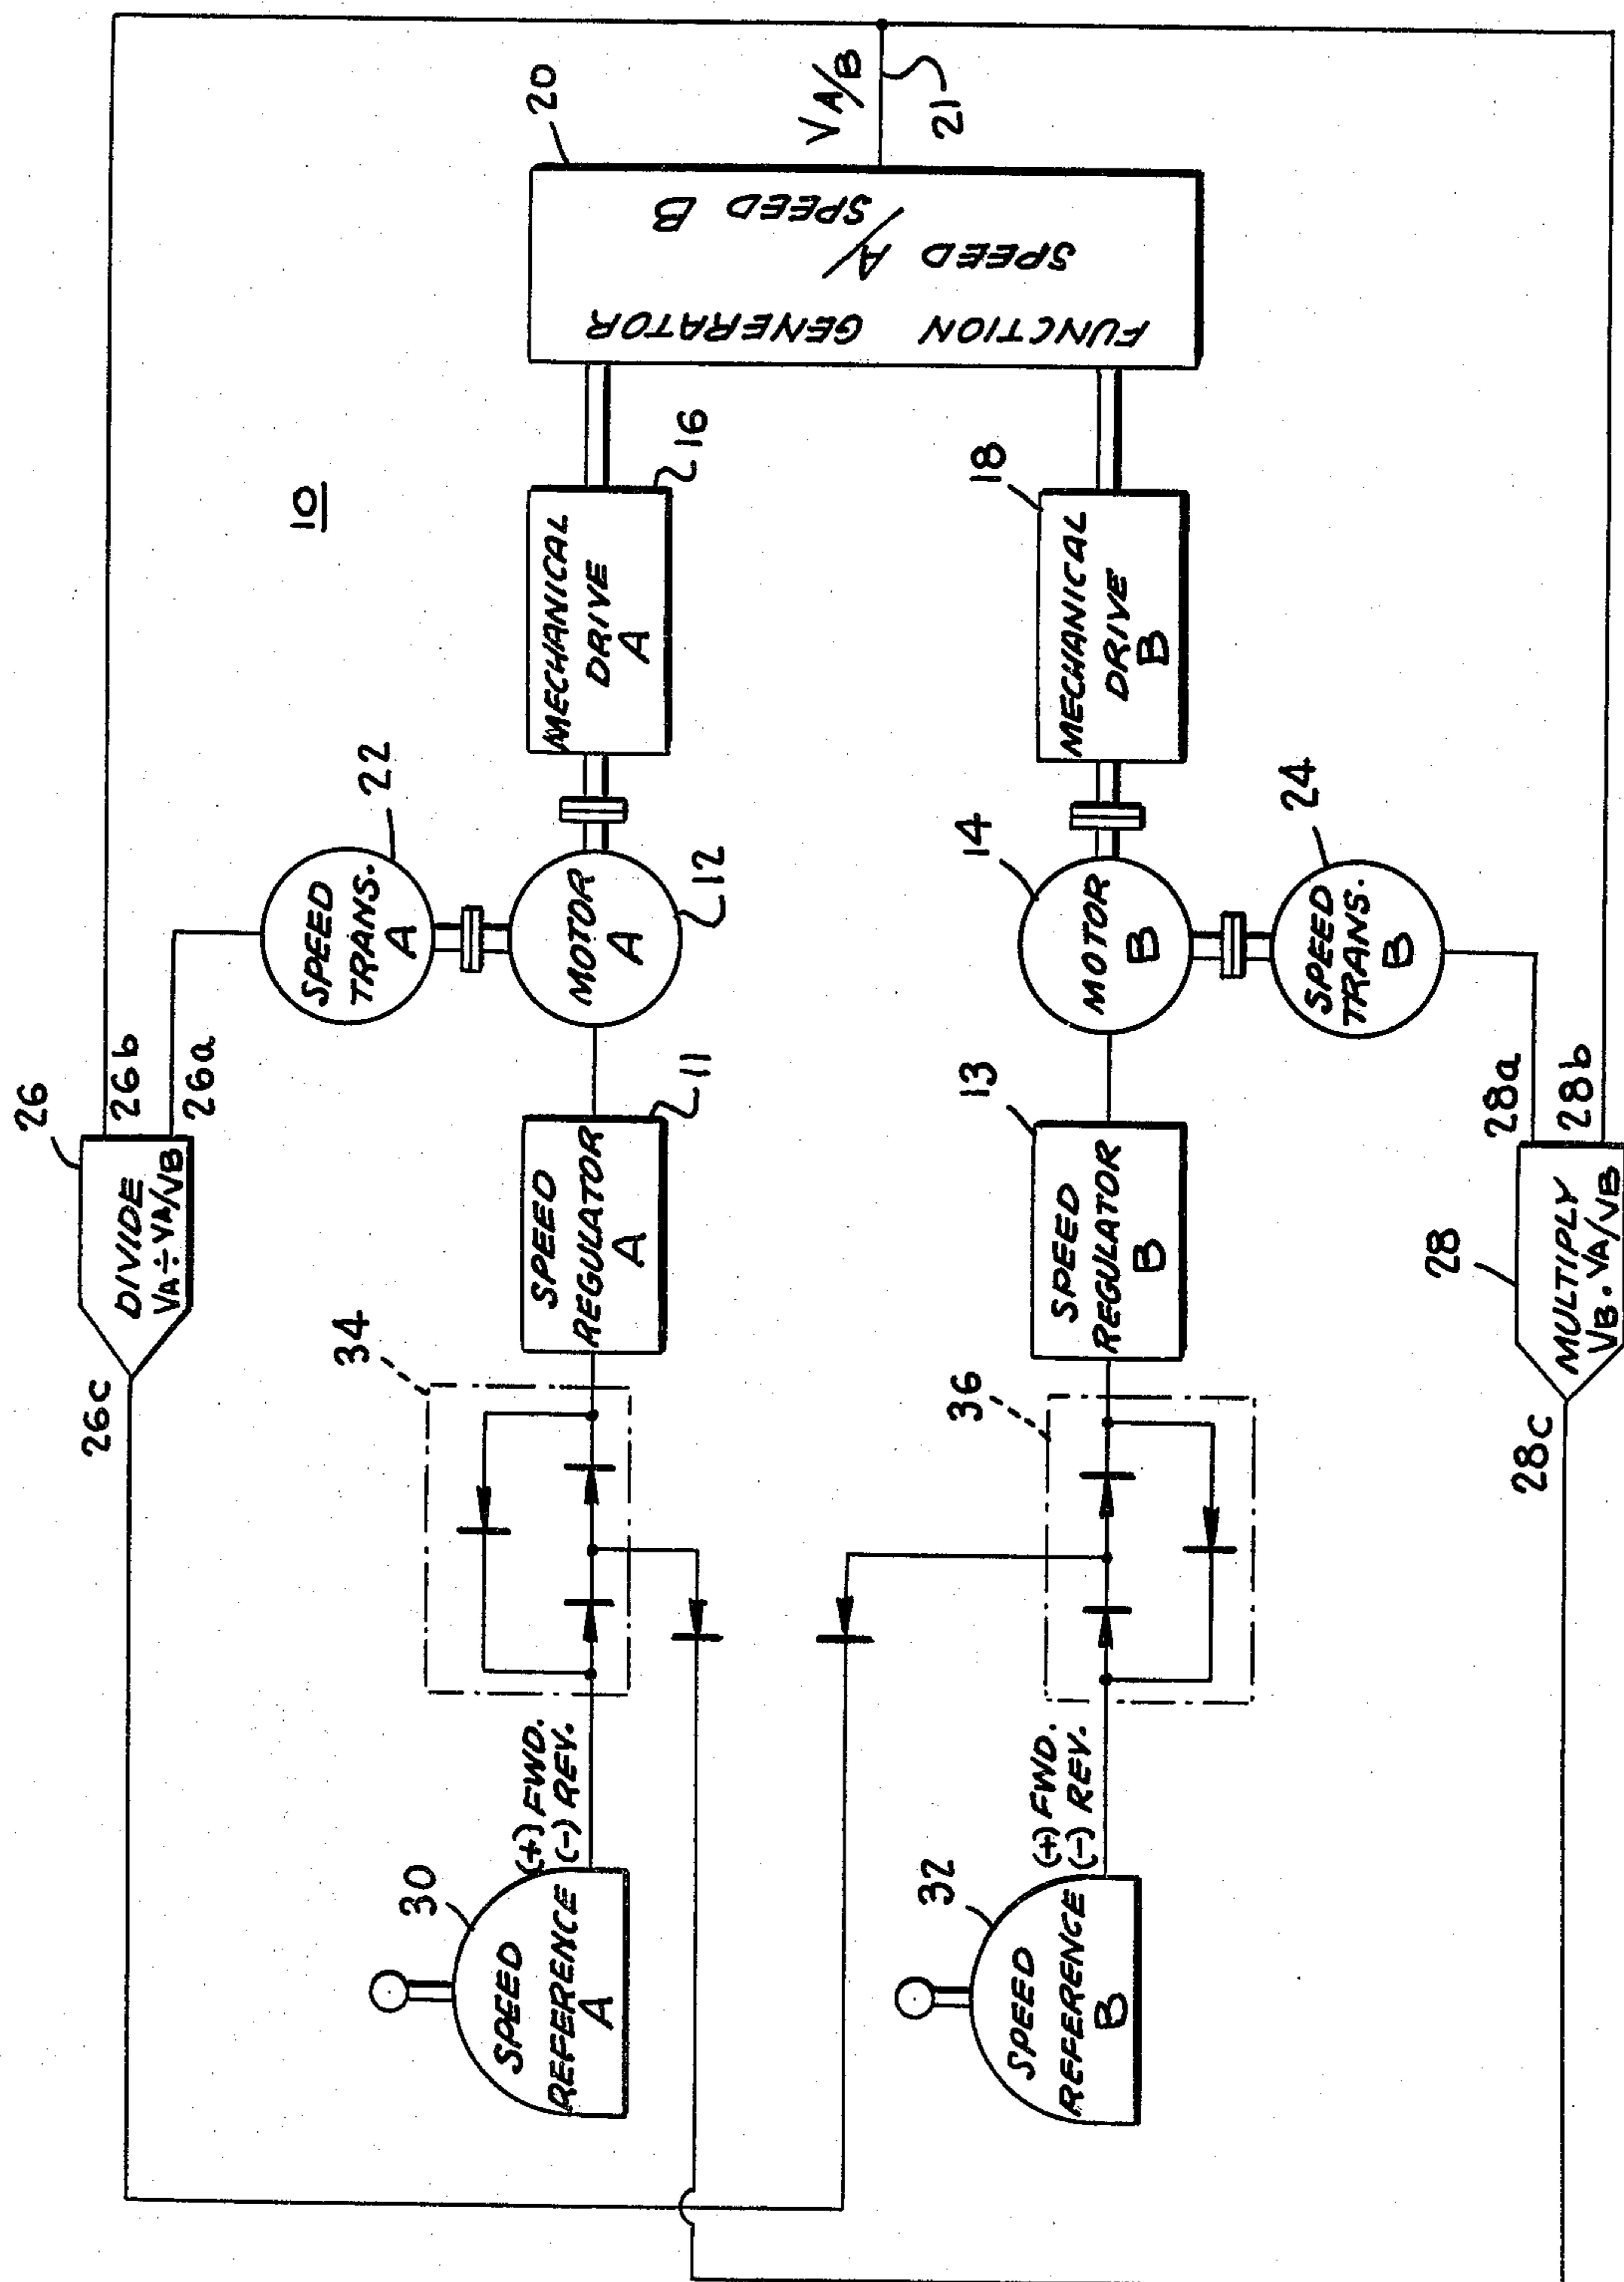 10
20
VA/B
21
FUNCTION GENERATOR
SPEED A/
SPEED B
16
MECHANICAL
DRIVE
A
18
MECHANICAL
DRIVE
B
22
SPEED
TRANS.
A
12
MOTOR
A
14
MOTOR
B
24
SPEED
TRANS.
B
26
26b
26a
DIVIDE
VA÷VA/VB
26c
11
SPEED
REGULATOR
A
13
SPEED
REGULATOR
B
28a
28b
28
MULTIPLY
VB·VA/VB
28c
34
36
(+) FWD.
(-) REV.
30
SPEED
REFERENCE
A
(+) FWD.
(-) REV.
32
SPEED
REFERENCE
B